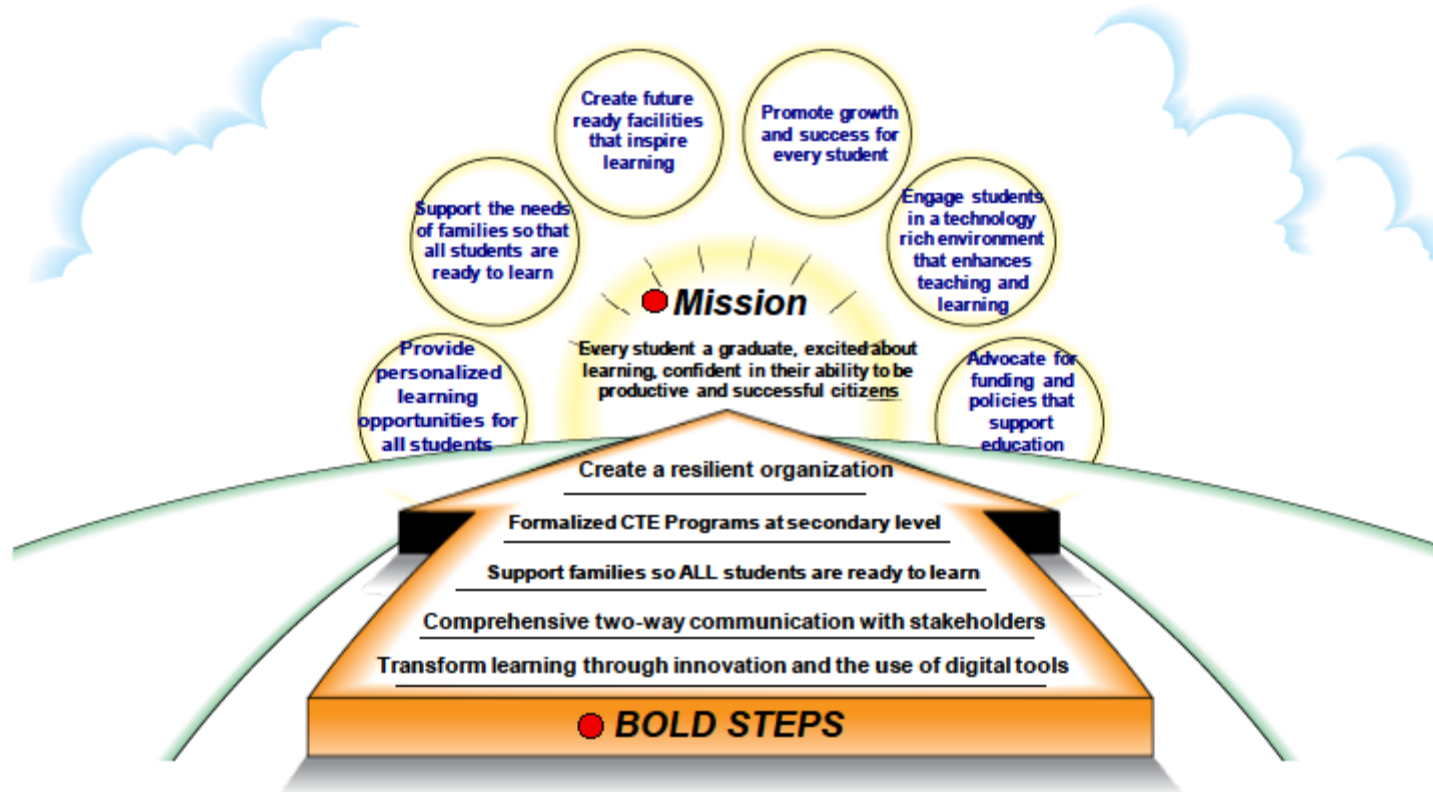 Create future
ready facilities
that inspire
learning
Promote growth
and success for
every student
Support the needs
of families so that
all students are
ready to learn
Engage students
in a technology
rich environment
that enhances
teaching and
learning
Mission
Every student a graduate, excited about
learning, confident in their ability to be
productive and successful citizens
Provide
personalized
learning
opportunities for
all students
Advocate for
funding and
policies that
support
education
Create a resilient organization
Formalized CTE Programs at secondary level
Support families so ALL students are ready to learn
Comprehensive two-way communication with stakeholders
Transform learning through innovation and the use of digital tools
BOLD STEPS